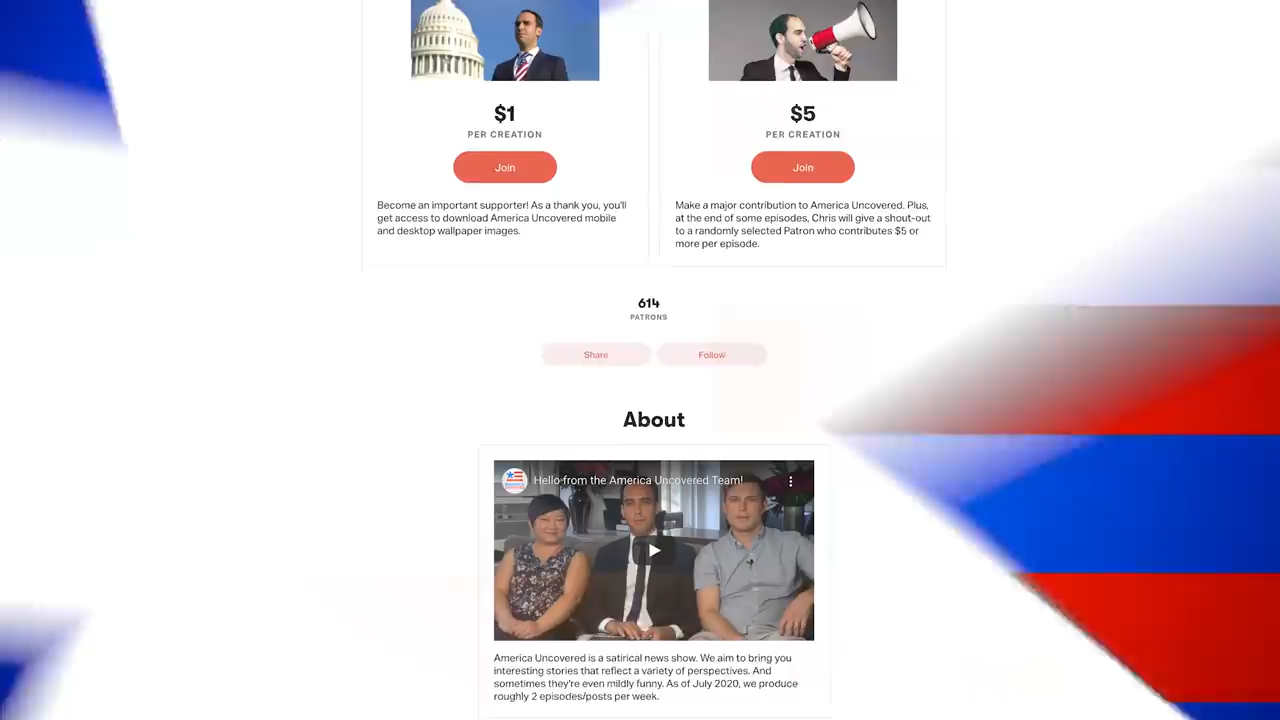 $1
PER CREATION
Join
Become an important supporter! As a thank you, you'll
get access to download America Uncovered mobile
and desktop wallpaper images.
$5
PER CREATION
Join
Make a major contribution to America Uncovered. Plus,
at the end of some episodes, Chris will give a shout-out
to a randomly selected Patron who contributes $5 or
more per episode.
614
PATRONS
Share
Follow
About
Hello from the America Uncovered Team!
America Uncovered is a satirical news show. We aim to bring you
interesting stories that reflect a variety of perspectives. And
sometimes they're even mildly funny. As of July 2020, we produce
roughly 2 episodes/posts per week.